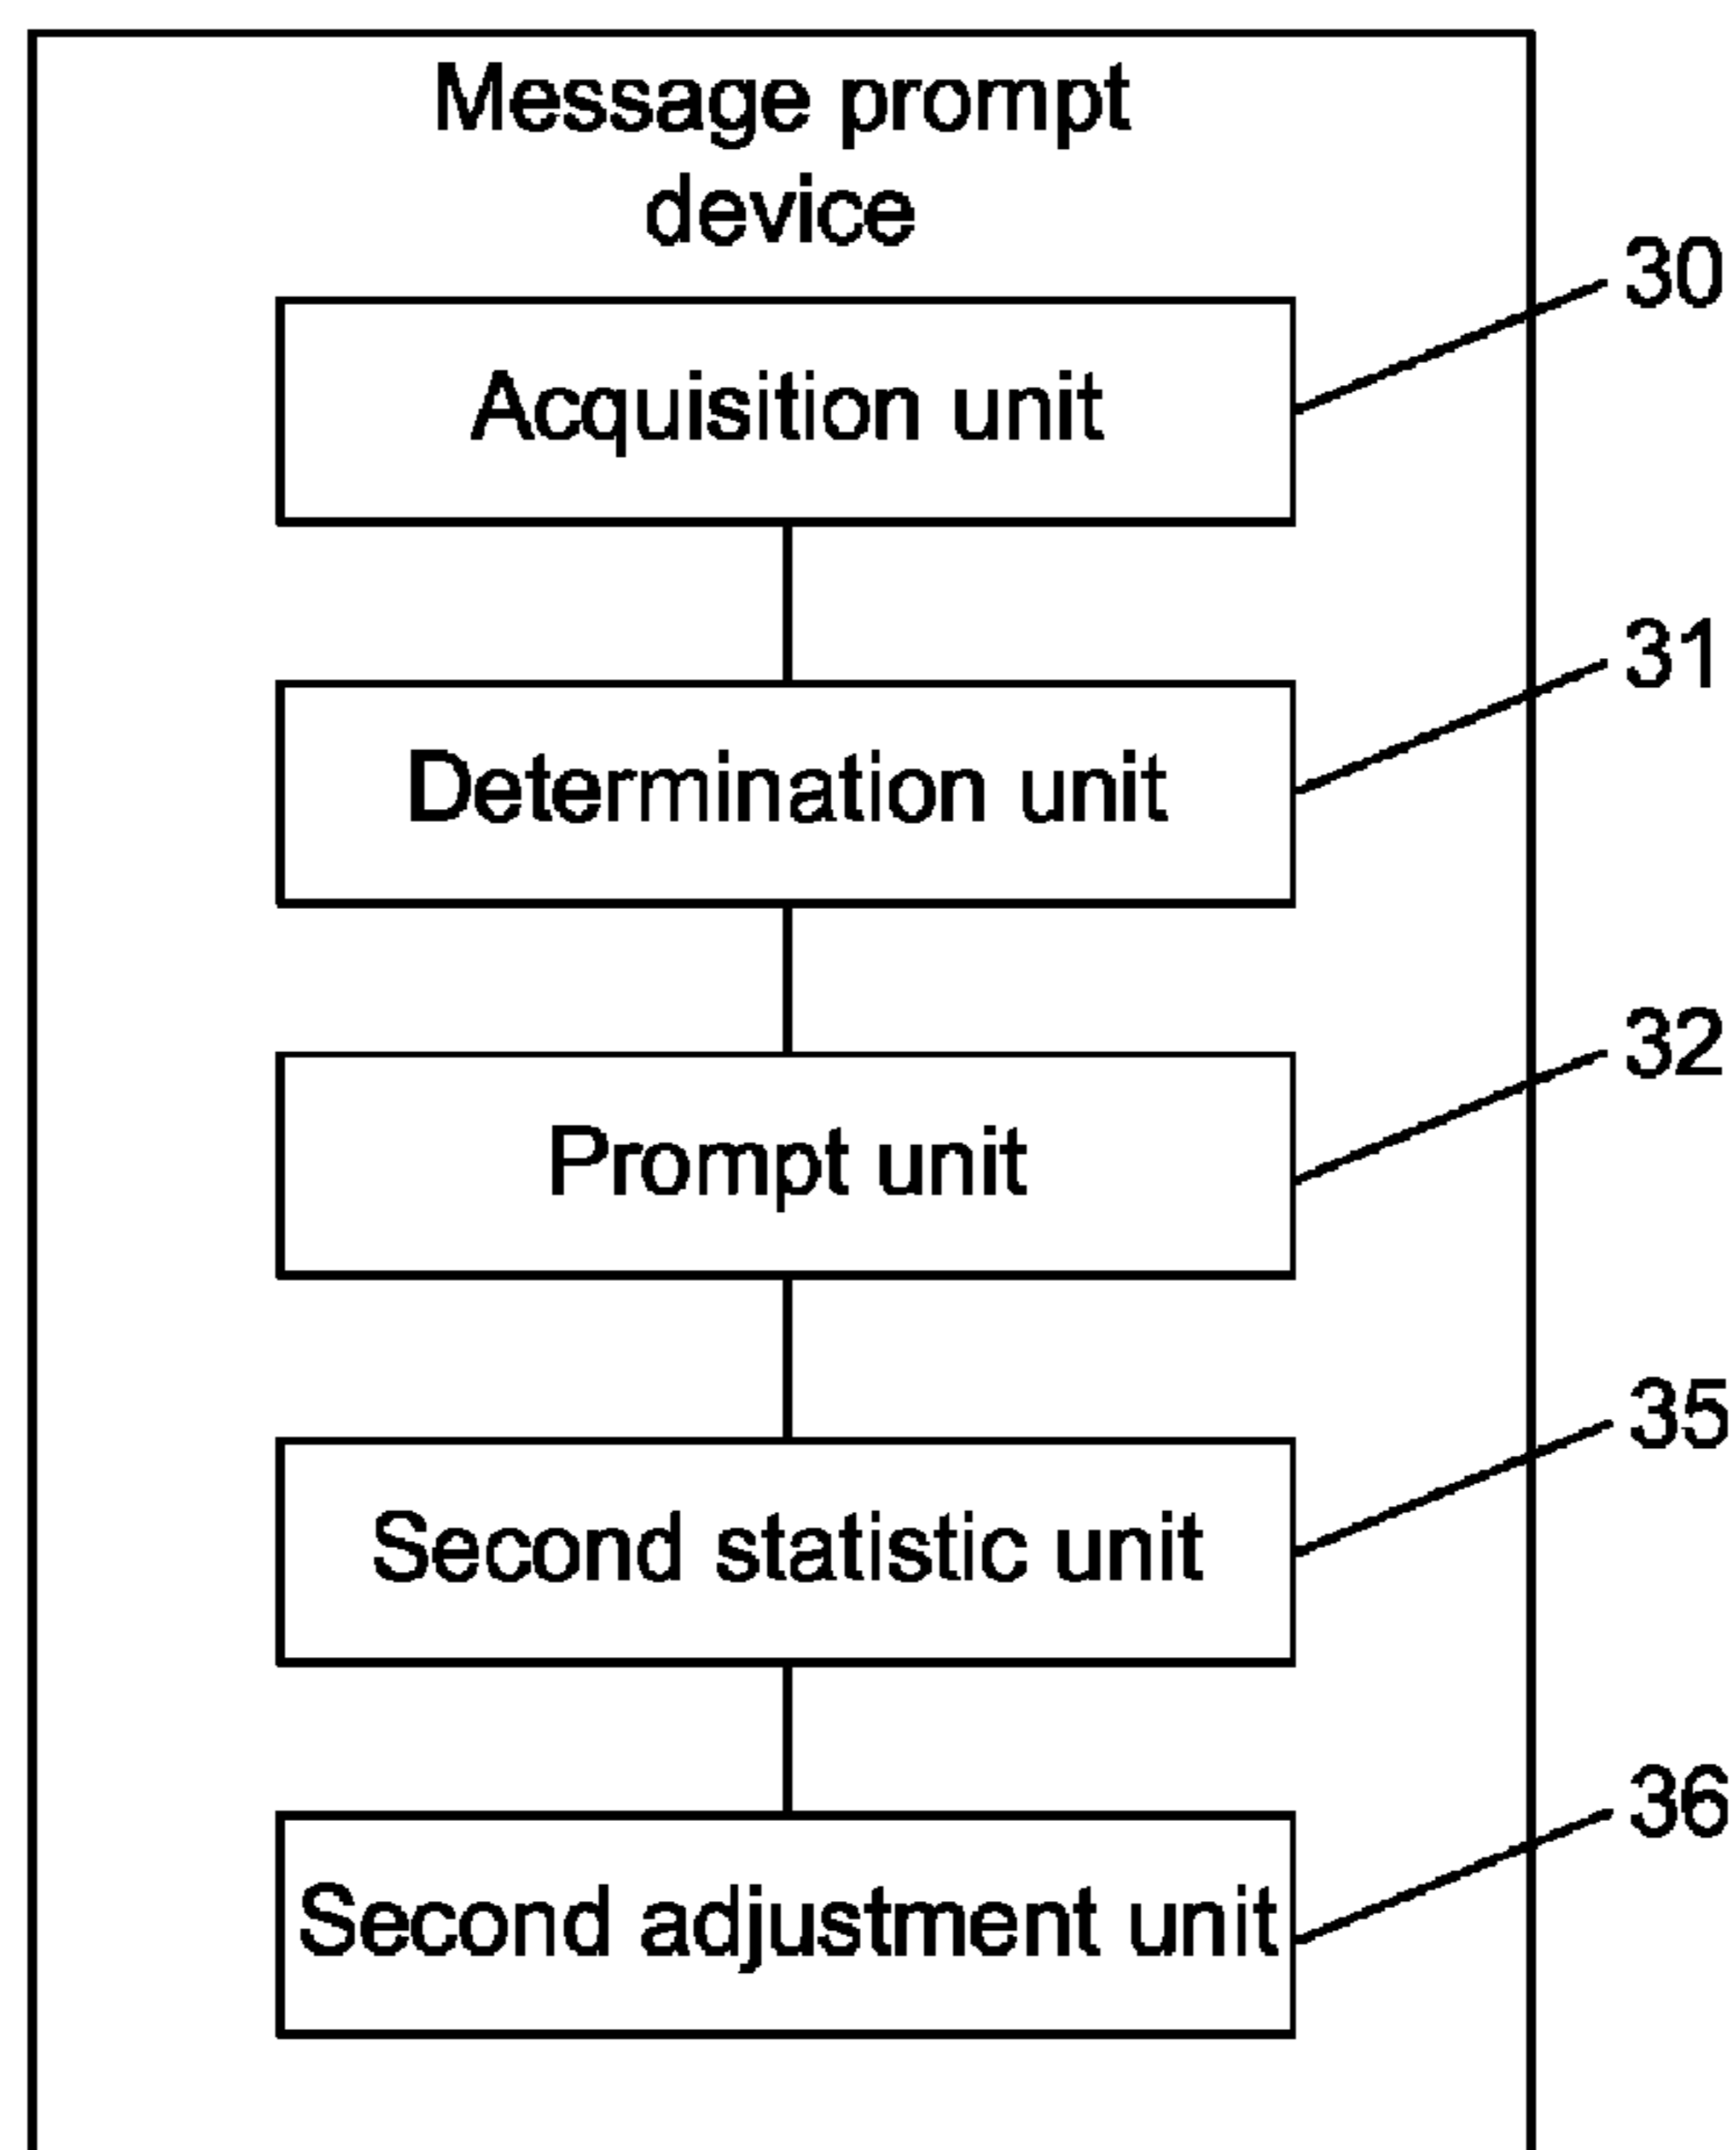 Message prompt
device
30
Acquisition unit
31
Determination unit
32
Prompt unit
35
Second statistic unit
36
Second adjustment unit